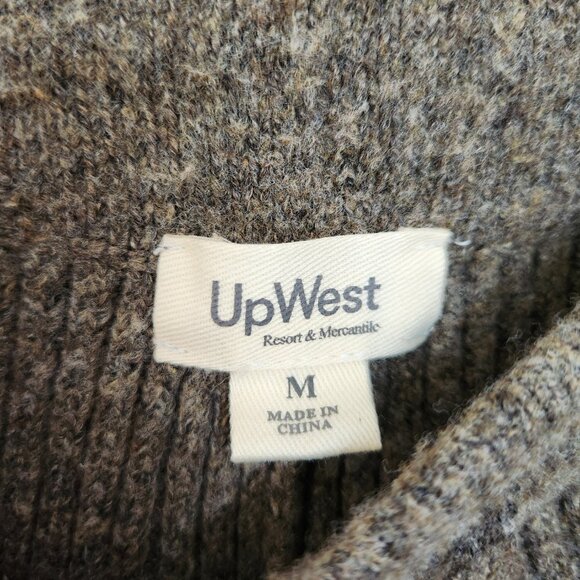 UpWest
Resort & Mercantile
M
MADE IN
CHINA